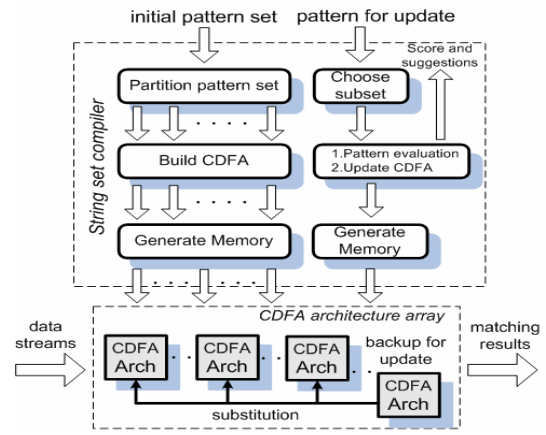 initial pattern set
pattern for update
Score and
suggestions
String set compiler
Partition pattern set
Choose
subset
Build CDFA
1.Pattern evaluation
2.Update CDFA
Generate Memory
Generate
Memory
CDFA architecture array
data
streams
CDFA
Arch
CDFA
Arch
CDFA
Arch
backup for
update
CDFA
Arch
substitution
matching
results